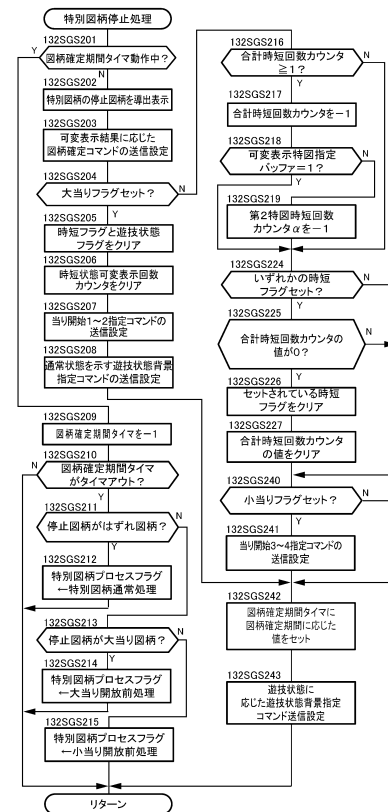 特別図柄停止処理
132SGS201
Y
図柄確定期間タイマ動作中？
N
132SGS202
特別図柄の停止図柄を導出表示
132SGS203
可変表示結果に応じた
図柄確定コマンドの送信設定
132SGS204
大当りフラグセット？
N
Y
132SGS205
時短フラグと遊技状態
フラグをクリア
132SGS206
時短状態可変表示回数
カウンタをクリア
132SGS207
当り開始1～2指定コマンドの
送信設定
132SGS208
通常状態を示す遊技状態背景
指定コマンドの送信設定
132SGS209
図柄確定期間タイマを－1
132SGS210
N
図柄確定期間タイマ
がタイマアウト？
Y
132SGS211
停止図柄がはずれ図柄？
N
Y
132SGS212
特別図柄プロセスフラグ
←特別図柄通常処理
132SGS213
停止図柄が大当り図柄？
N
Y
132SGS214
特別図柄プロセスフラグ
←大当り開放前処理
132SGS215
特別図柄プロセスフラグ
←小当り開放前処理
リターン
132SGS216
合計時短回数カウンタ
≧1？
N
Y
132SGS217
合計時短回数カウンタを－1
132SGS218
可変表示特図指定
バッファ＝1？
N
Y
132SGS219
第2特図時短回数
カウンタαを－1
132SGS224
いずれかの時短
フラグセット？
N
Y
132SGS225
合計時短回数カウンタの
値が0？
N
Y
132SGS226
セットされている時短
フラグをクリア
132SGS227
合計時短回数カウンタ
の値をクリア
132SGS240
小当りフラグセット？
N
Y
132SGS241
当り開始3～4指定コマンドの
送信設定
132SGS242
図柄確定期間タイマに
図柄確定期間に応じた
値をセット
132SGS243
遊技状態に
応じた遊技状態背景指定
コマンド送信設定